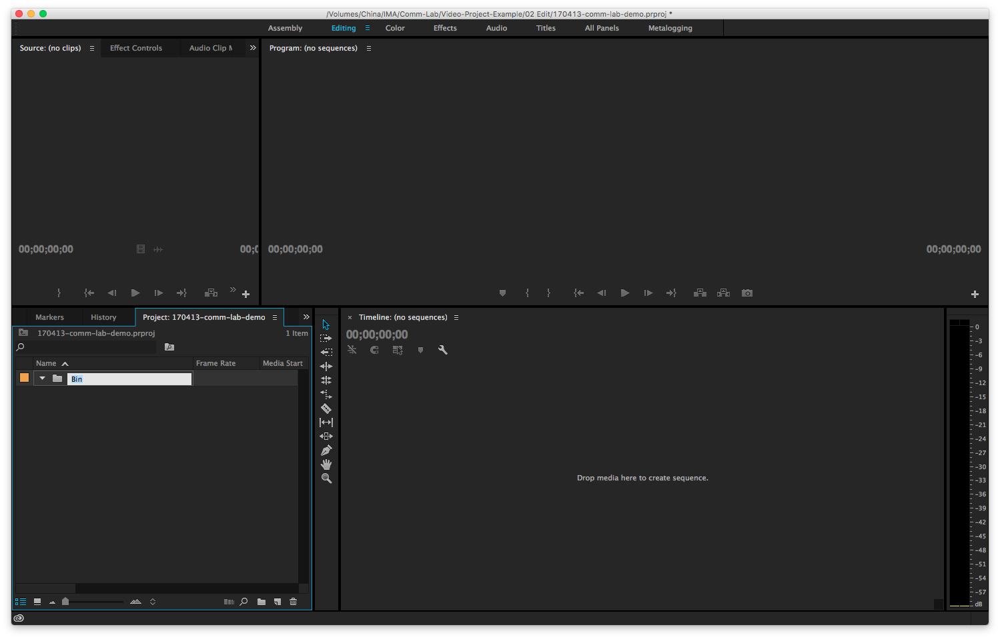 /Volumes/China/IMA/Comm-Lab/Video-Project-Example/02 Edit/170413-comm-lab-demo.prproj *
Assembly Editing Color Effects Audio Titles All Panels Metalogging
Source: (no clips) Effect Controls Audio Clip M
Program: (no sequences)
00;00;00;00 00;0
00;00;00;00 00;00;00;00
Markers History Project: 170413-comm-lab-demo
170413-comm-lab-demo.prproj 1 Item
Name Frame Rate Media Start
Bin
× Timeline: (no sequences)
00;00;00;00
Drop media here to create sequence.
0
-3
-6
-9
-12
-15
-18
-21
-24
-27
-30
-33
-36
-39
-42
-45
-48
-51
-54
-57
dB